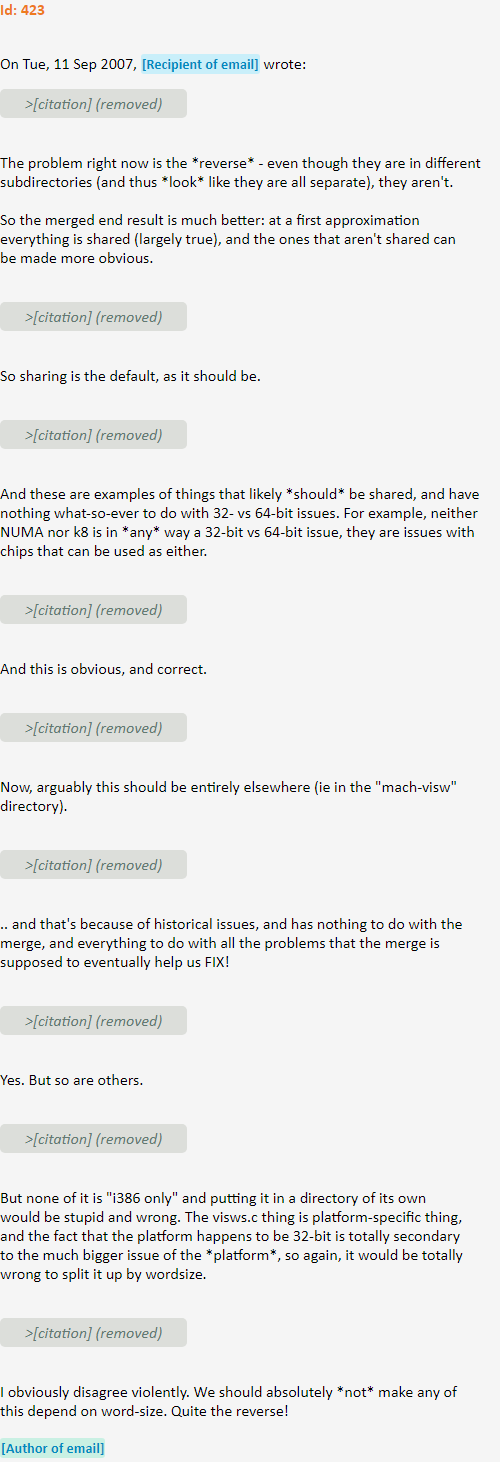 Id: 423
On Tue, 11 Sep 2007, [Recipient of email] wrote:
>[citation] (removed)
The problem right now is the *reverse* - even though they are in different
subdirectories (and thus *look* like they are all separate), they aren't.
So the merged end result is much better: at a first approximation
everything is shared (largely true), and the ones that aren't shared can
be made more obvious.
>[citation] (removed)
So sharing is the default, as it should be.
>[citation] (removed)
And these are examples of things that likely *should* be shared, and have
nothing what-so-ever to do with 32- vs 64-bit issues. For example, neither
NUMA nor k8 is in *any* way a 32-bit vs 64-bit issue, they are issues with
chips that can be used as either.
>[citation] (removed)
And this is obvious, and correct.
>[citation] (removed)
Now, arguably this should be entirely elsewhere (ie in the "mach-visw"
directory).
>[citation] (removed)
.. and that's because of historical issues, and has nothing to do with the
merge, and everything to do with all the problems that the merge is
supposed to eventually help us FIX!
>[citation] (removed)
Yes. But so are others.
>[citation] (removed)
But none of it is "i386 only" and putting it in a directory of its own
would be stupid and wrong. The visws.c thing is platform-specific thing,
and the fact that the platform happens to be 32-bit is totally secondary
to the much bigger issue of the *platform*, so again, it would be totally
wrong to split it up by wordsize.
>[citation] (removed)
I obviously disagree violently. We should absolutely *not* make any of
this depend on word-size. Quite the reverse!
[Author of email]